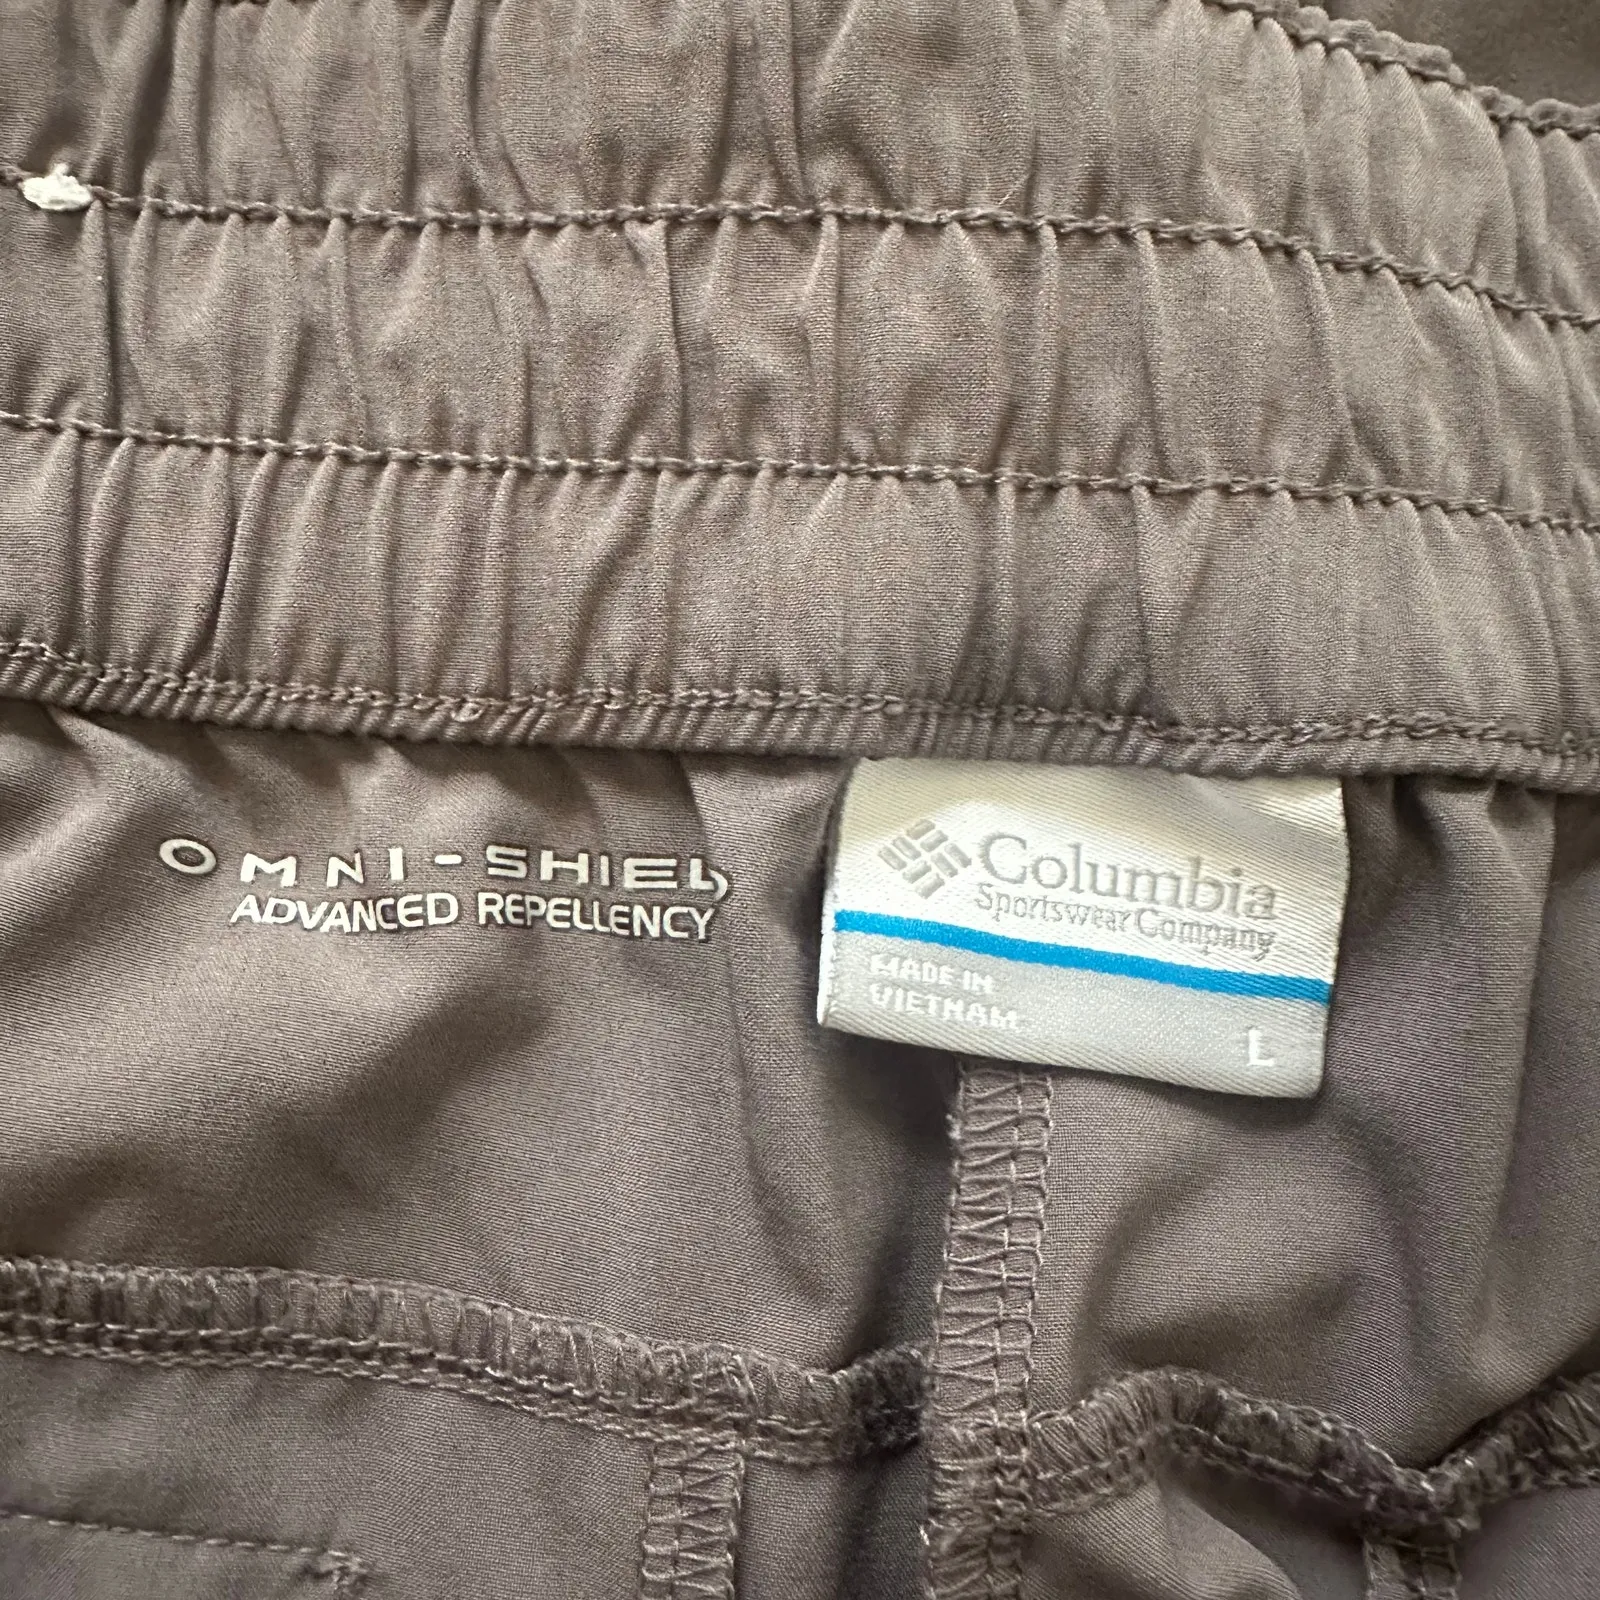 OMNI-SHIELD
ADVANCED REPELLENCY
Columbia
Sportswear Company
MADE IN
VIETNAM
L